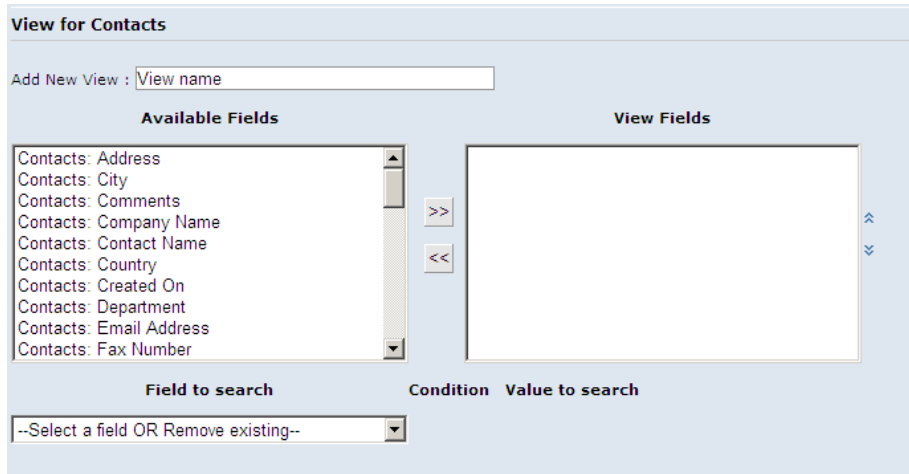 View for Contacts
Add New View : View name
Available Fields View Fields
Contacts: Address
Contacts: City
Contacts: Comments
Contacts: Company Name
Contacts: Contact Name
Contacts: Country
Contacts: Created On
Contacts: Department
Contacts: Email Address
Contacts: Fax Number
>>
<<
Field to search Condition Value to search
--Select a field OR Remove existing--